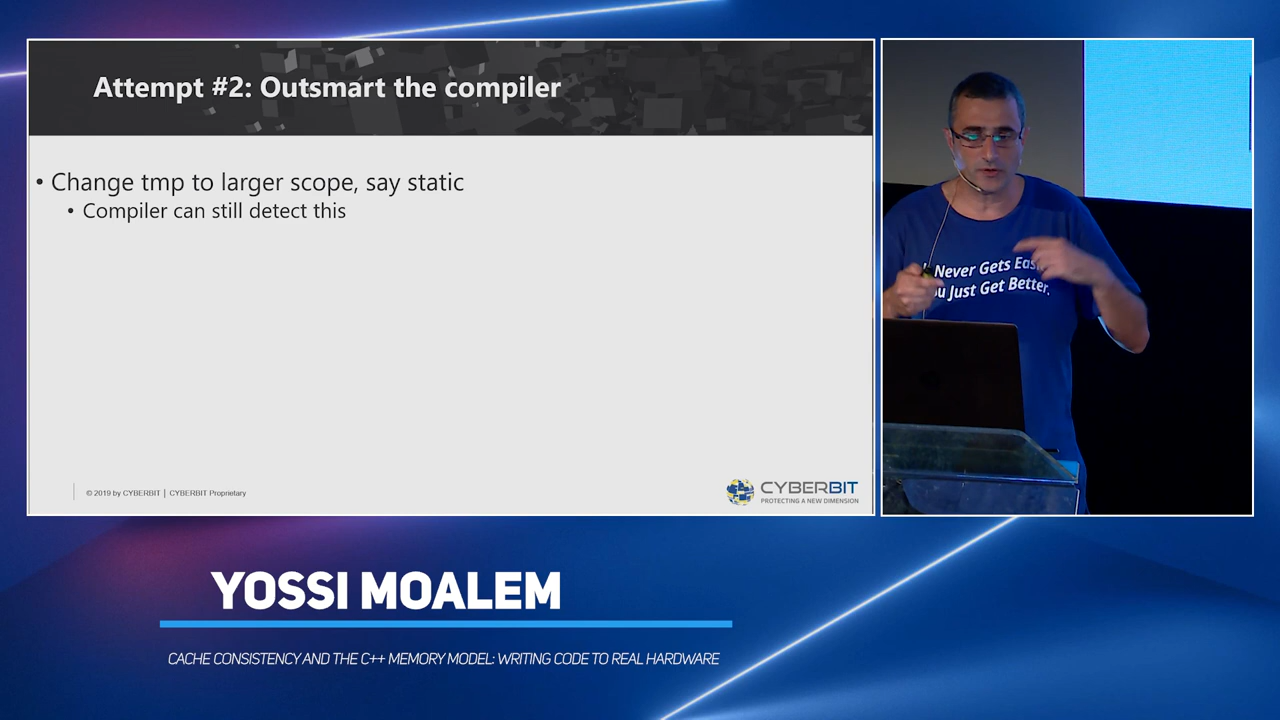 Attempt #2: Outsmart the compiler
• Change tmp to larger scope, say static
• Compiler can still detect this
© 2019 by CYBERBIT | CYBERBIT Proprietary
CYBERBIT
PROTECTING A NEW DIMENSION
Never Gets
Just Get Better.
YOSSI MOALEM
CACHE CONSISTENCY AND THE C++ MEMORY MODEL: WRITING CODE TO REAL HARDWARE